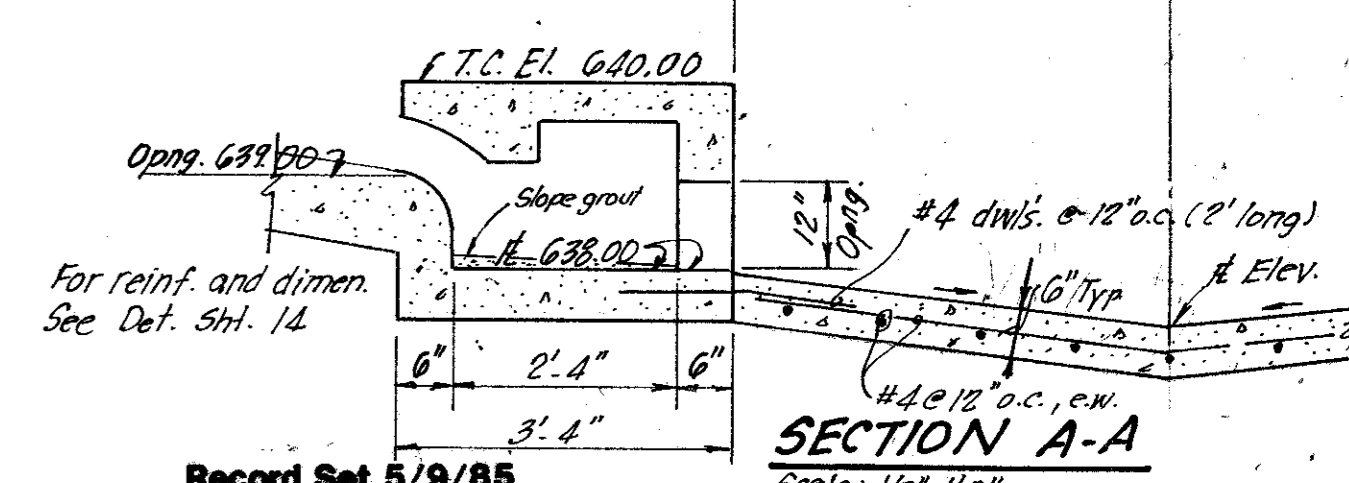 T.C. El. 640.00
Opng. 639.00
Slope grout
℄ 638.00
12"
Opng.
#4 dwls. @ 12" o.c. (2' long)
For reinf. and dimen.
See Det. Sht. 14
6" Typ
Elev.
6"
2'-4"
6"
#4 @ 12" o.c., e.w.
3'-4"
SECTION A-A
Record Set 5/9/85